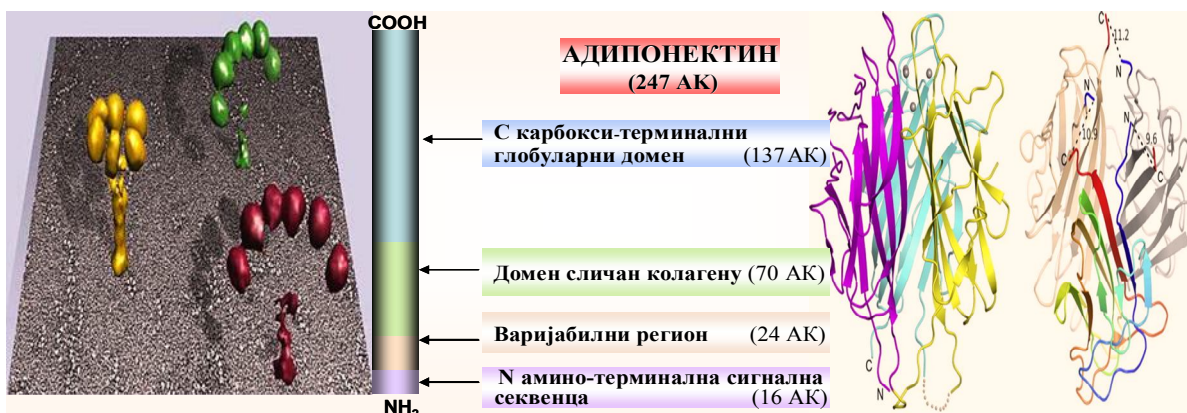 COOH
АДИПОНЕКТИН
(247 АК)
C карбокси-терминални
глобуларни домен (137 АК)
Домен сличан колагену (70 АК)
Варијабилни регион (24 АК)
N амино-терминална сигнална
секвенца (16 АК)
NH₂
C
N
C
11.2
N
N
10.9
C
N
9.6
C